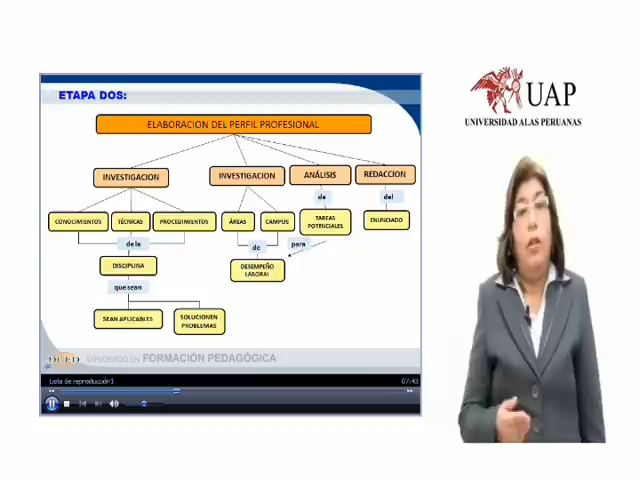 ETAPA DOS:
ELABORACION DEL PERFIL PROFESIONAL
INVESTIGACION
INVESTIGACION
ANÁLISIS
REDACCION
de
del
CONOCIMIENTOS
TÉCNICAS
PROCEDIMIENTOS
ÁREAS
CAMPOS
TAREAS
POTENCIALES
ENUNCIADO
de la
de
para
DISCIPLINA
DESEMPEÑO
LABORAL
que sean
SEAN APLICABLES
SOLUCIONEN
PROBLEMAS
DUED DIPLOMADO EN FORMACIÓN PEDAGÓGICA
Lista de reproducción1
07:43
UAP
UNIVERSIDAD ALAS PERUANAS